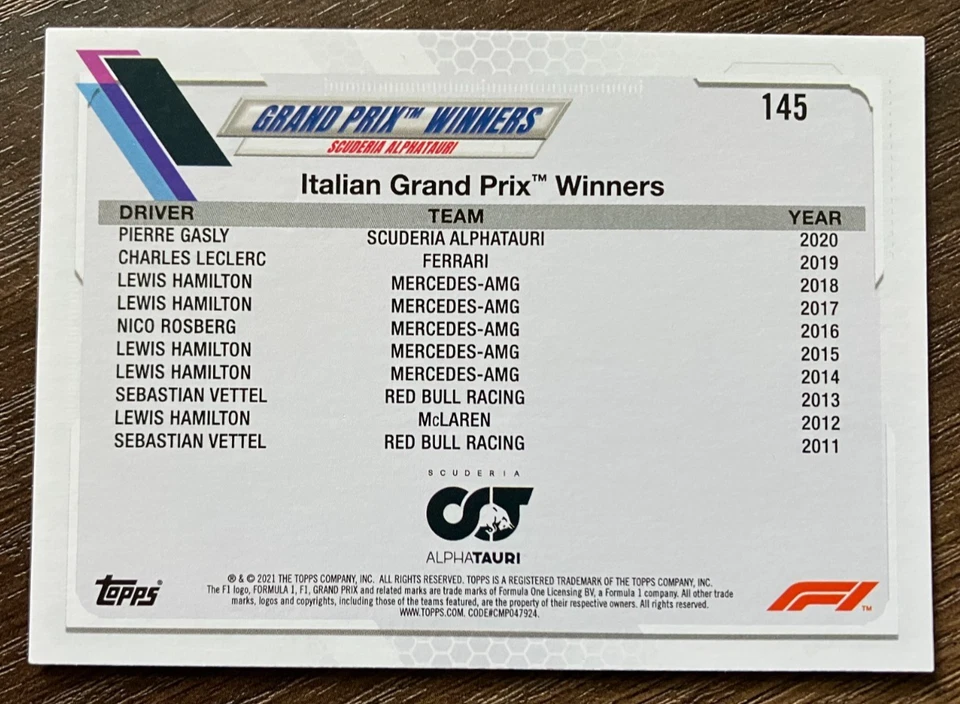 145
GRAND PRIX™ WINNERS
SCUDERIA ALPHATAURI
Italian Grand Prix™ Winners
DRIVER TEAM YEAR
PIERRE GASLY SCUDERIA ALPHATAURI 2020
CHARLES LECLERC FERRARI 2019
LEWIS HAMILTON MERCEDES-AMG 2018
LEWIS HAMILTON MERCEDES-AMG 2017
NICO ROSBERG MERCEDES-AMG 2016
LEWIS HAMILTON MERCEDES-AMG 2015
LEWIS HAMILTON MERCEDES-AMG 2014
SEBASTIAN VETTEL RED BULL RACING 2013
LEWIS HAMILTON McLAREN 2012
SEBASTIAN VETTEL RED BULL RACING 2011
SCUDERIA
AT
ALPHATAURI
Topps®
® & © 2021 THE TOPPS COMPANY, INC. ALL RIGHTS RESERVED. TOPPS IS A REGISTERED TRADEMARK OF THE TOPPS COMPANY, INC.
The F1 logo, FORMULA 1, F1, GRAND PRIX and related marks are trade marks of Formula One Licensing BV, a Formula 1 company. All other trade
marks, logos and copyrights, including those of the teams featured, are the property of their respective owners. All rights reserved.
WWW.TOPPS.COM. CODE#CMP047924.
F1™